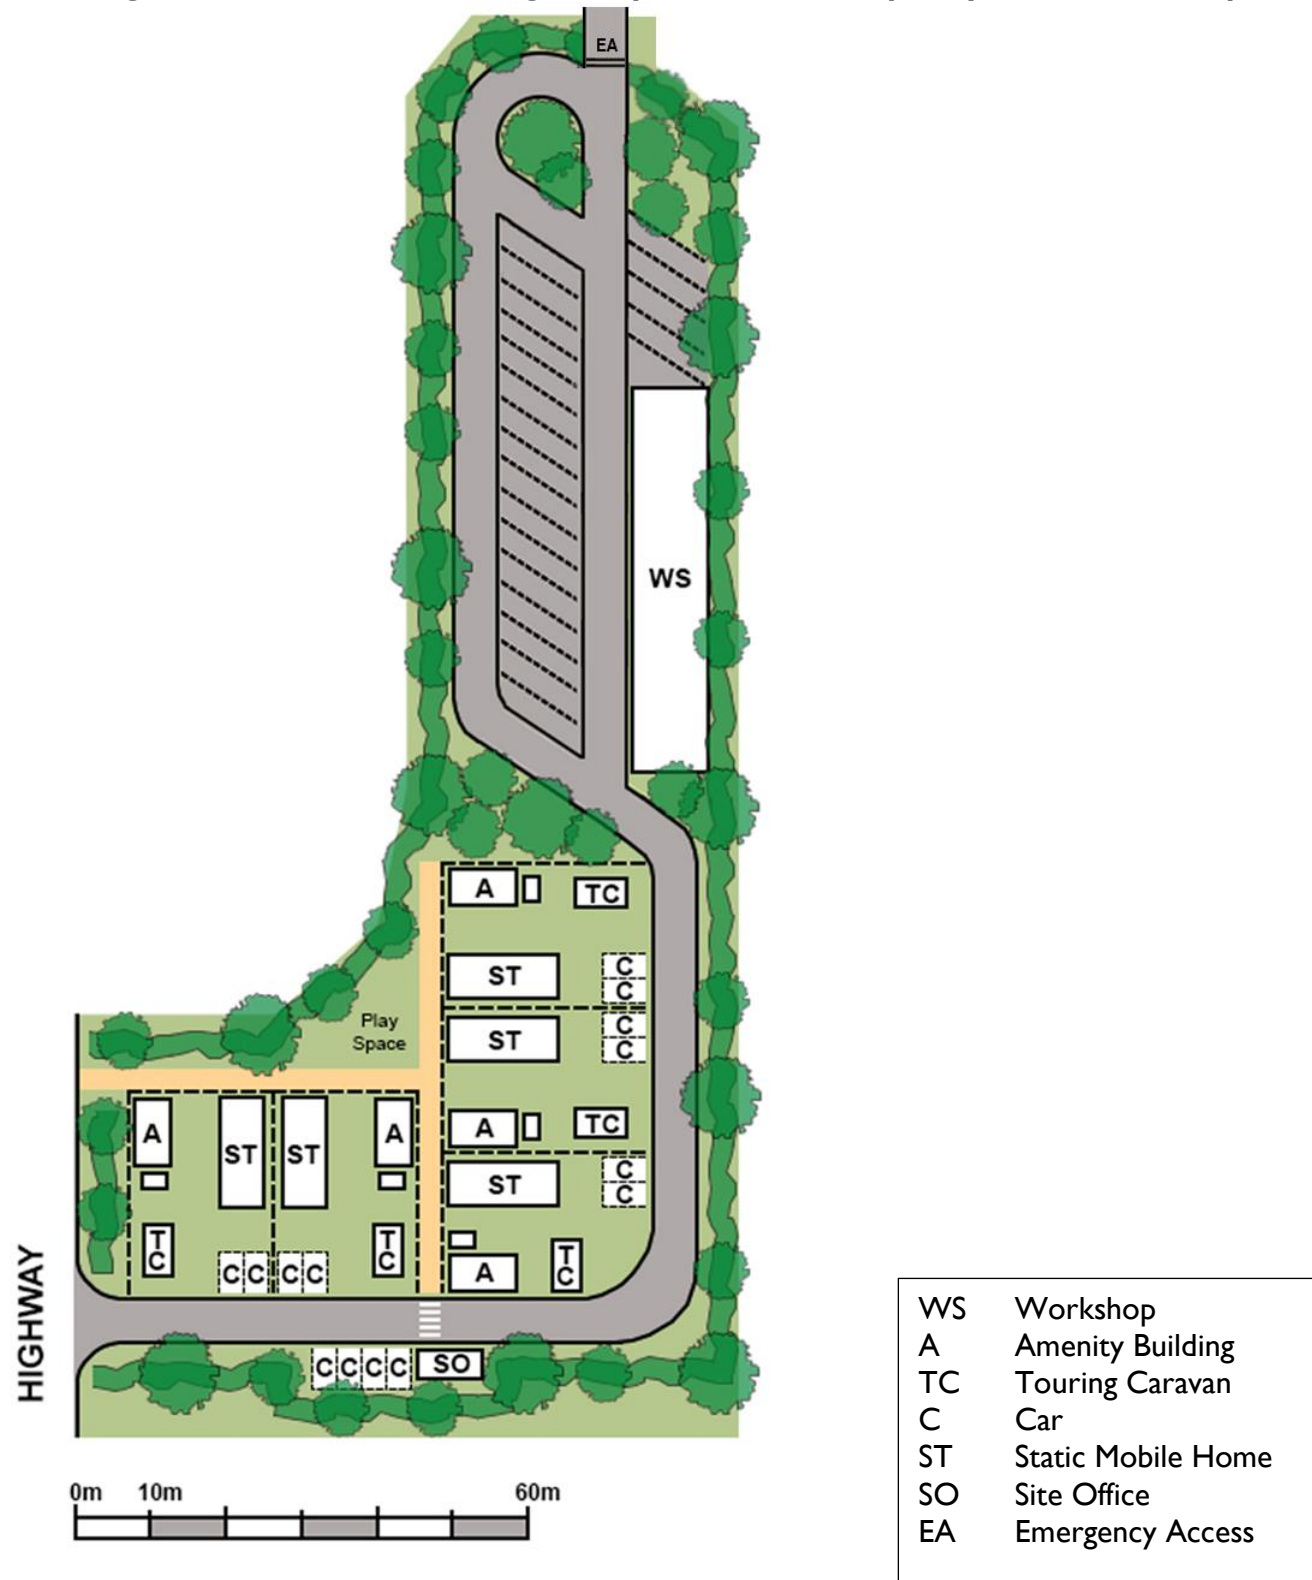 EA
WS
A
TC
ST
C
C
Play
Space
ST
C
C
A
ST
ST
A
A
TC
ST
C
C
T
C
T
C
C C
C C
A
T
C
HIGHWAY
C C C C
SO
0m 10m 60m
WS Workshop
A Amenity Building
TC Touring Caravan
C Car
ST Static Mobile Home
SO Site Office
EA Emergency Access